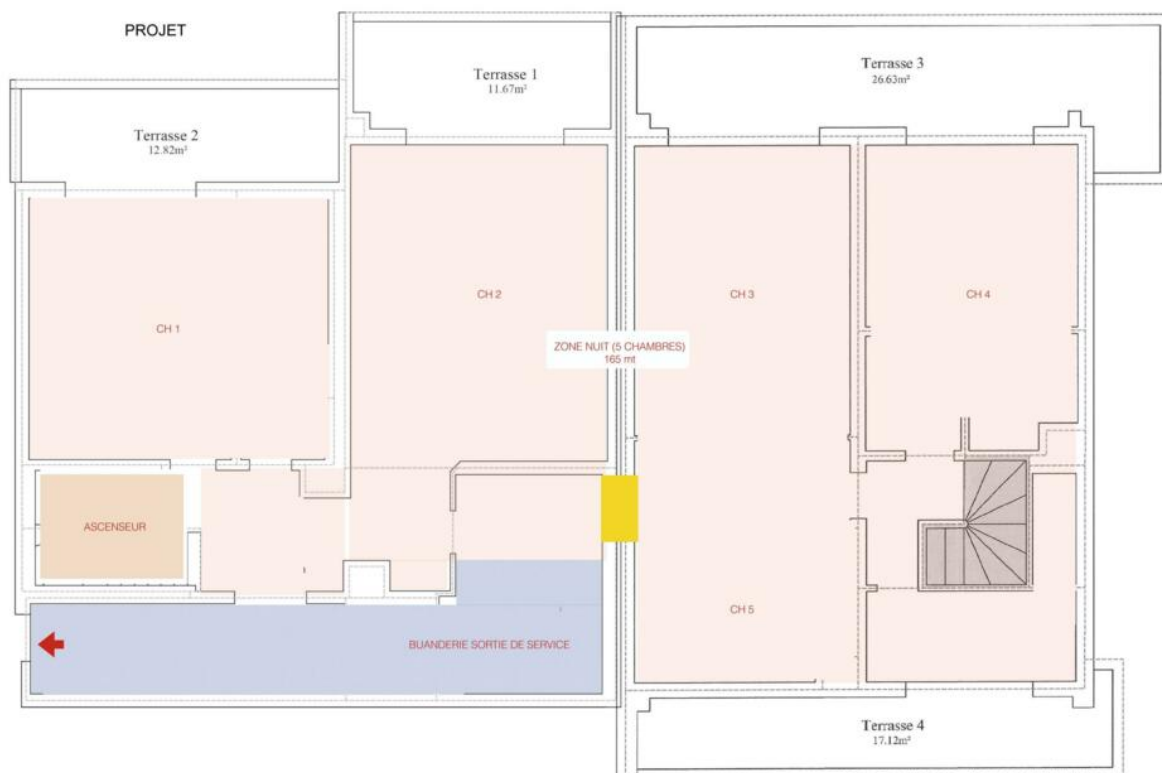 PROJET
Terrasse 1
11.67m²
Terrasse 3
26.63m²
Terrasse 2
12.82m²
CH 1
CH 2
CH 3
CH 4
ZONE NUIT (5 CHAMBRES)
165 mt
ASCENSEUR
CH 5
BUANDERIE SORTIE DE SERVICE
Terrasse 4
17.12m²